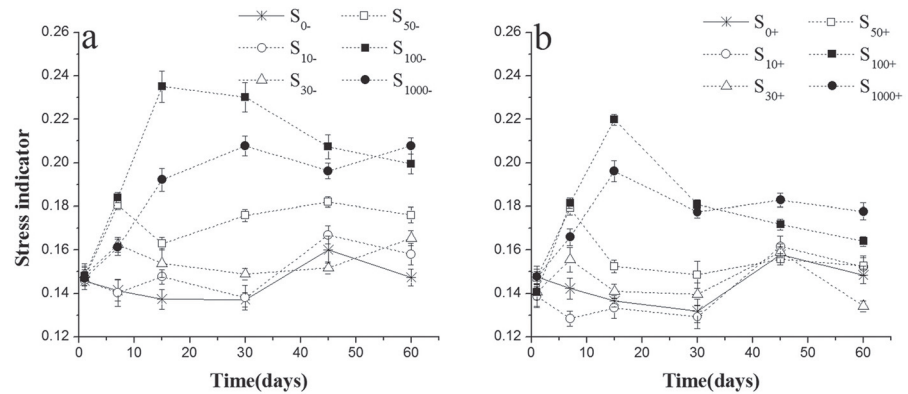 a
S0-
S10-
S30-
S50-
S100-
S1000-
0.26
0.24
0.22
0.20
0.18
0.16
0.14
0.12
Stress indicator
0 10 20 30 40 50 60
Time(days)
b
S0+
S10+
S30+
S50+
S100+
S1000+
0.26
0.24
0.22
0.20
0.18
0.16
0.14
0.12
0 10 20 30 40 50 60
Time(days)